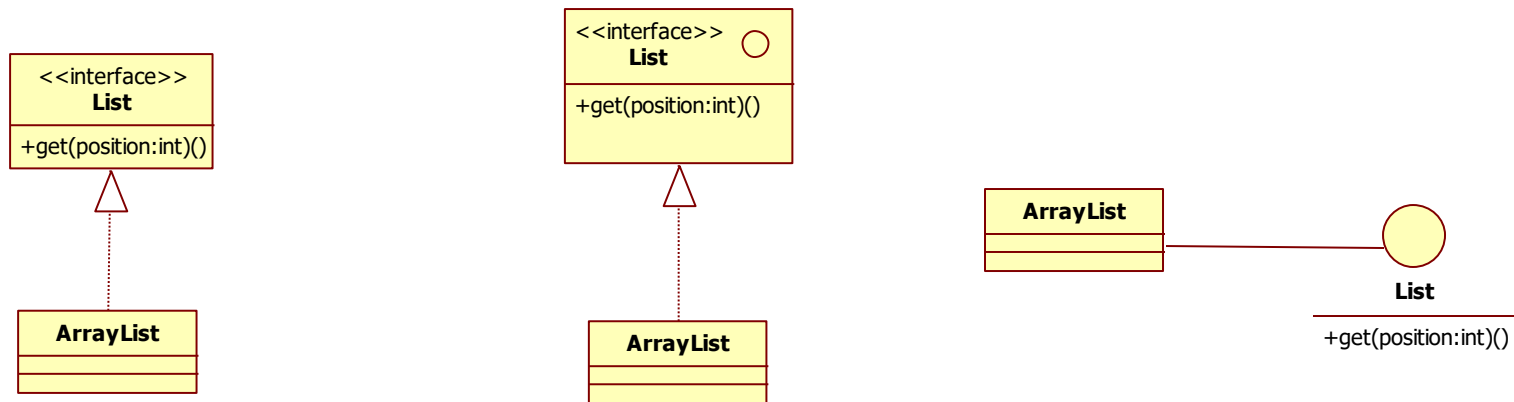 <<interface>>
List
+get(position:int)()
ArrayList
<<interface>>
List
+get(position:int)()
ArrayList
ArrayList
List
+get(position:int)()